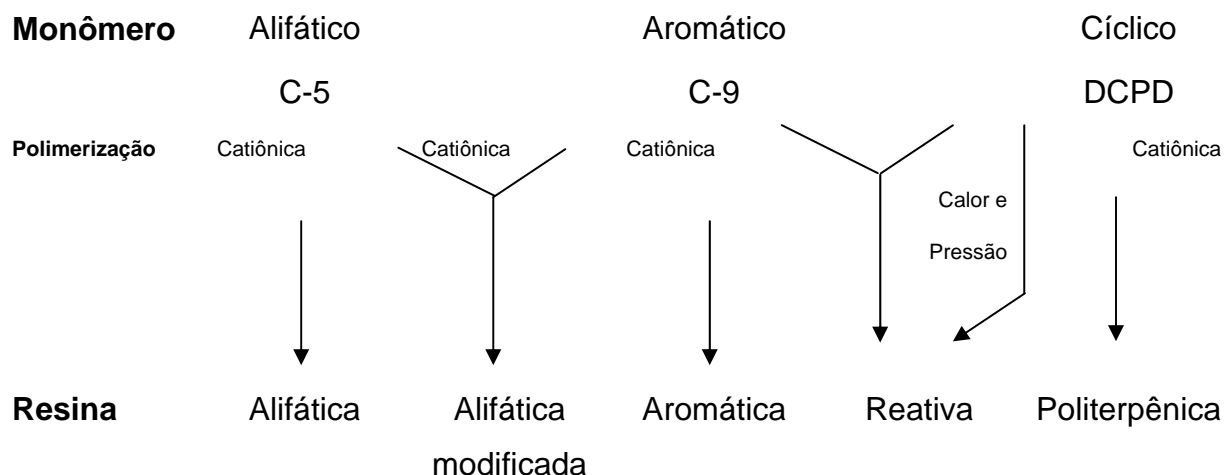 Monômero Alifático Aromático Cíclico
C-5 C-9 DCPD
Polimerização Catiônica Catiônica Catiônica Catiônica
Calor e
Pressão
Resina Alifática Alifática Aromática Reativa Politerpênica
modificada